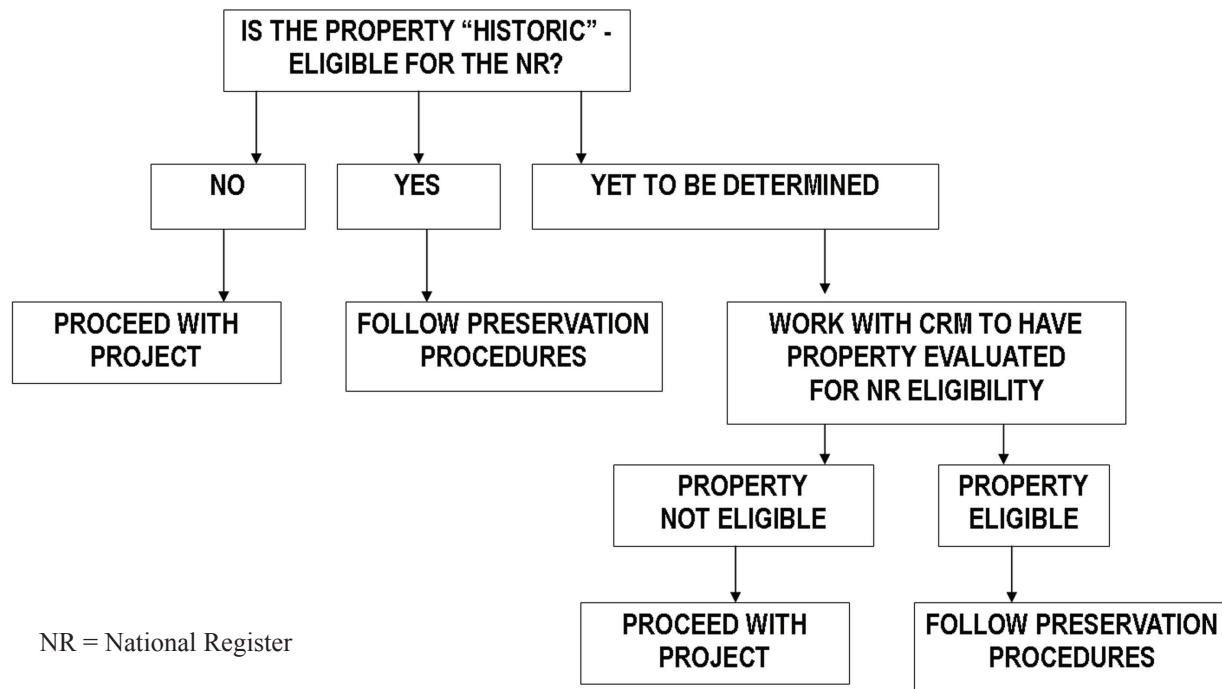 IS THE PROPERTY “HISTORIC” -
ELIGIBLE FOR THE NR?
NO
YES
YET TO BE DETERMINED
PROCEED WITH
PROJECT
FOLLOW PRESERVATION
PROCEDURES
WORK WITH CRM TO HAVE
PROPERTY EVALUATED
FOR NR ELIGIBILITY
PROPERTY
NOT ELIGIBLE
PROPERTY
ELIGIBLE
PROCEED WITH
PROJECT
FOLLOW PRESERVATION
PROCEDURES
NR = National Register